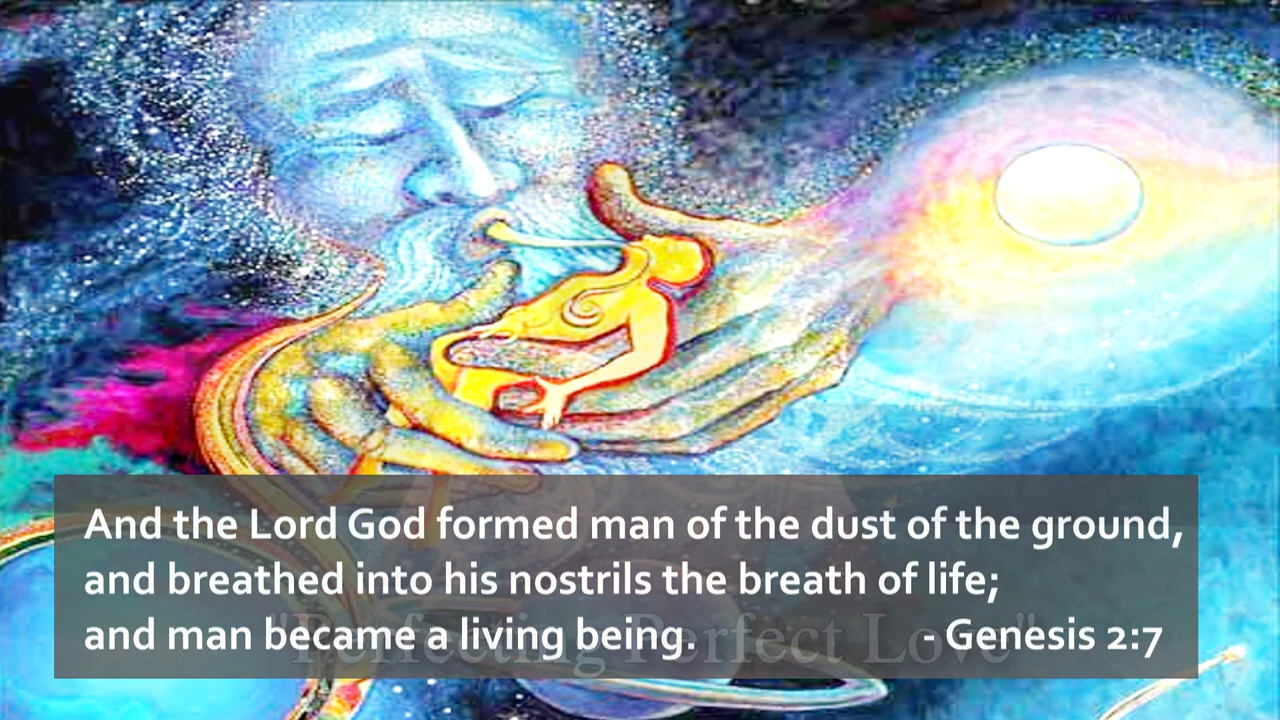 And the Lord God formed man of the dust of the ground,
and breathed into his nostrils the breath of life;
and man became a living being. - Genesis 2:7
"Perfecting Perfect Love"